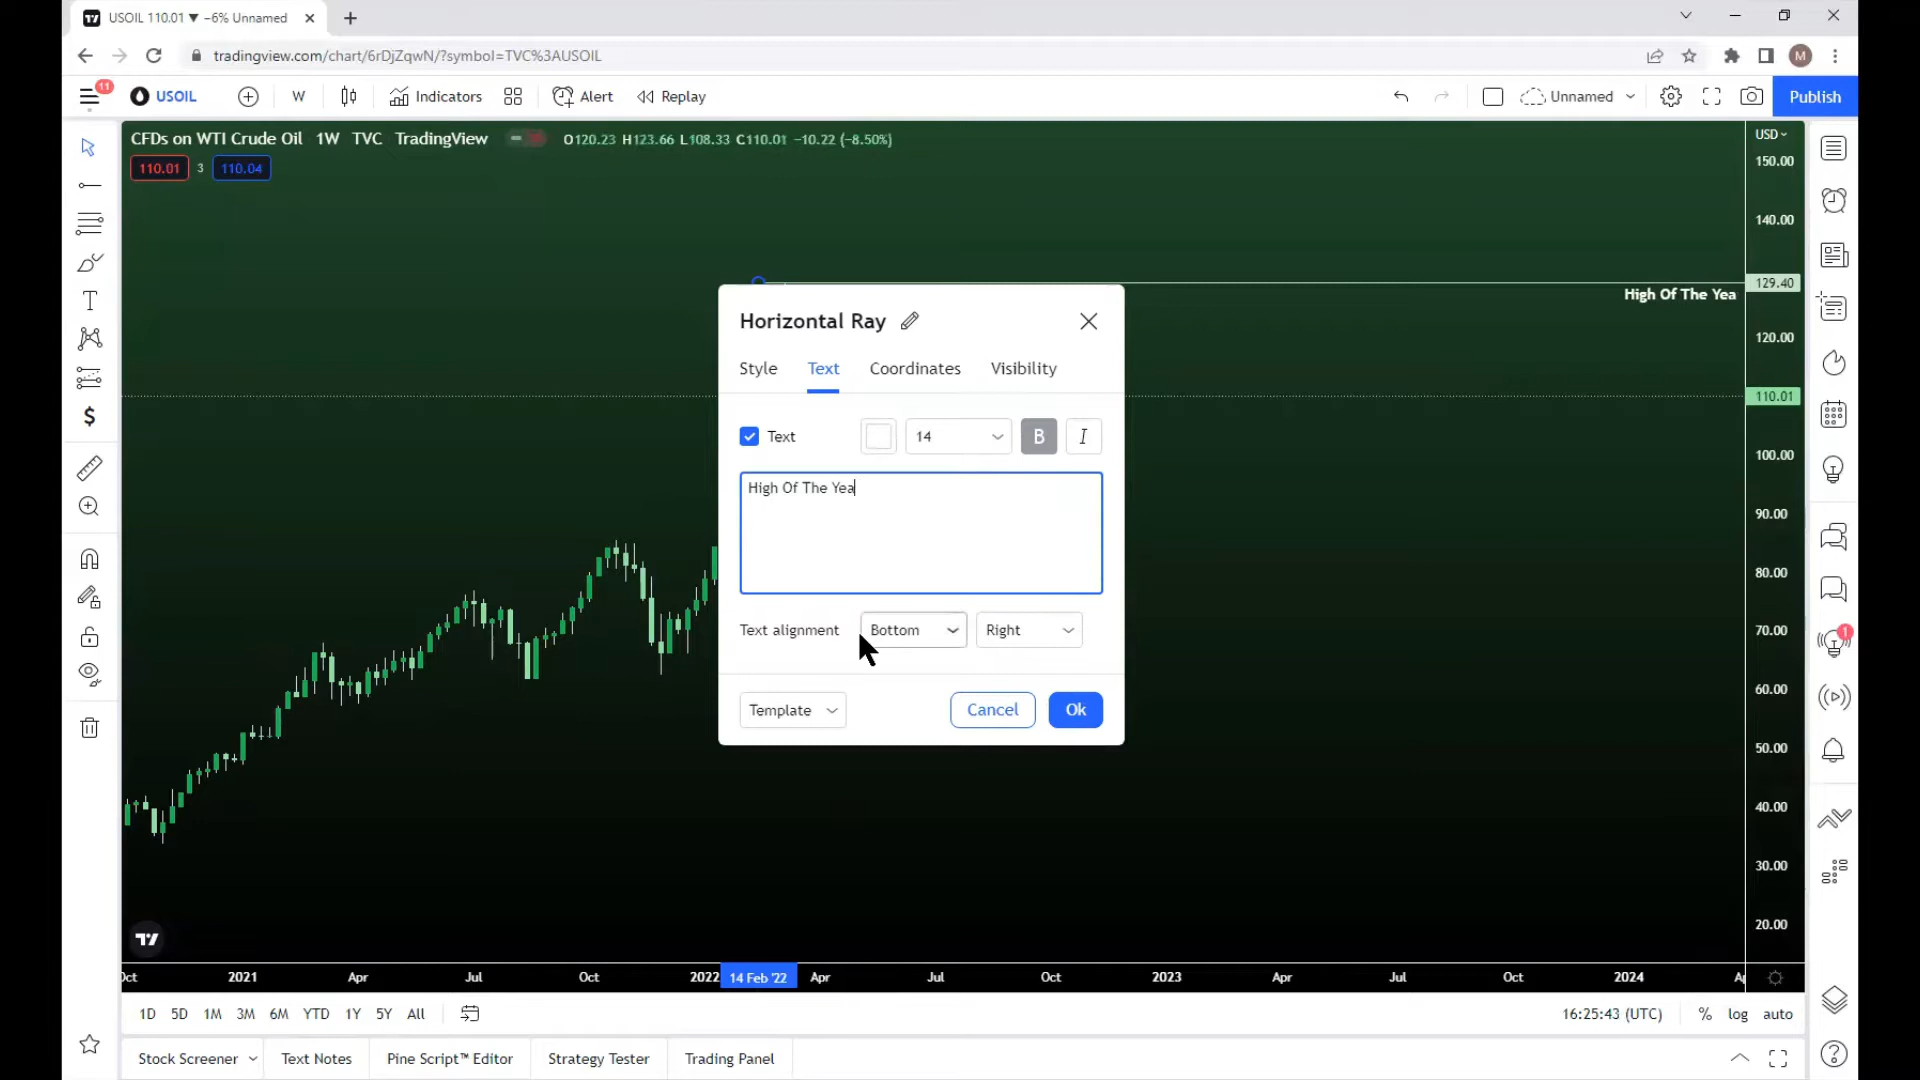 USOIL 110.01 ▼ −6% Unnamed
tradingview.com/chart/6rDjZqwN/?symbol=TVC%3AUSOIL
M
11
USOIL
W
Indicators
Alert
Replay
Unnamed
Publish
CFDs on WTI Crude Oil 1W TVC TradingView
O120.23 H123.66 L108.33 C110.01 −10.22 (−8.50%)
110.01 3 110.04
USD
150.00
140.00
129.40
High Of The Yea
120.00
110.01
100.00
90.00
80.00
70.00
60.00
50.00
40.00
30.00
20.00
1
Horizontal Ray
Style Text Coordinates Visibility
Text 14 B I
High Of The Yea
Text alignment Bottom Right
Template Cancel Ok
2021 Apr Jul Oct 2022 14 Feb '22 Apr Jul Oct 2023 Apr Jul Oct 2024
1D 5D 1M 3M 6M YTD 1Y 5Y All
16:25:43 (UTC) % log auto
Stock Screener Text Notes Pine Script™ Editor Strategy Tester Trading Panel